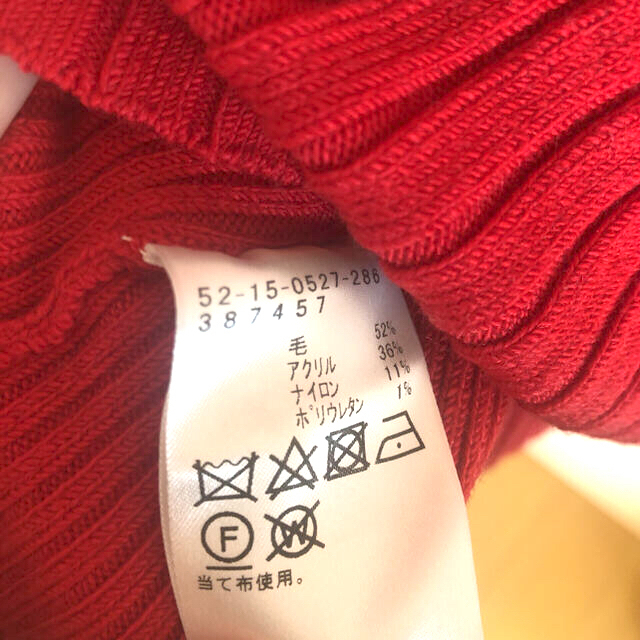 52-15-0527-286
387457
毛 52%
アクリル 36%
ナイロン 11%
ポリウレタン 1%
F W
当て布使用。